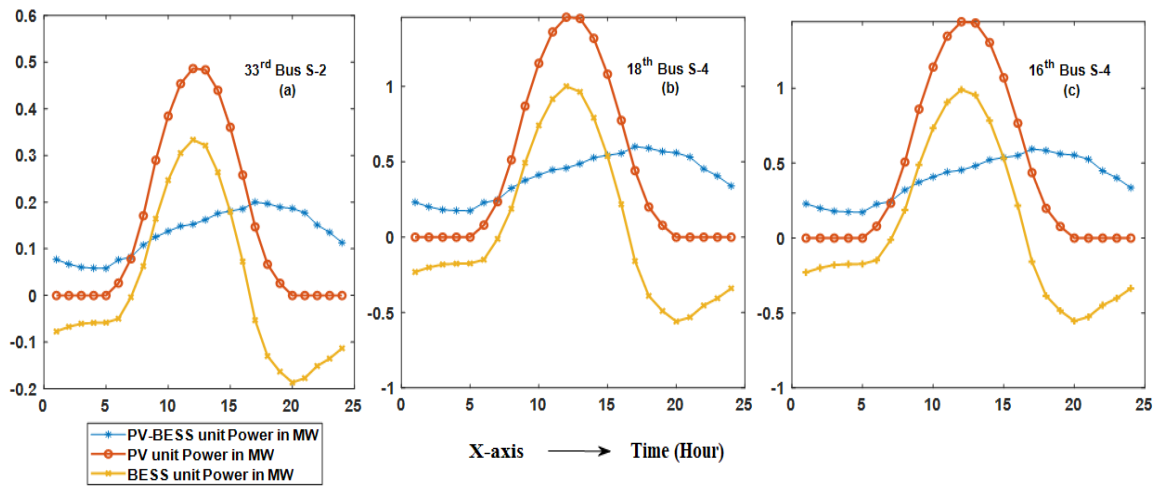 0.6
0.5
0.4
0.3
0.2
0.1
0
-0.1
-0.2
0 5 10 15 20 25
33rd Bus S-2
(a)
1
0.5
0
-0.5
-1
0 5 10 15 20 25
18th Bus S-4
(b)
1
0.5
0
0.5
-1
0 5 10 15 20 25
16th Bus S-4
(c)
PV-BESS unit Power in MW
PV unit Power in MW
BESS unit Power in MW
X-axis → Time (Hour)